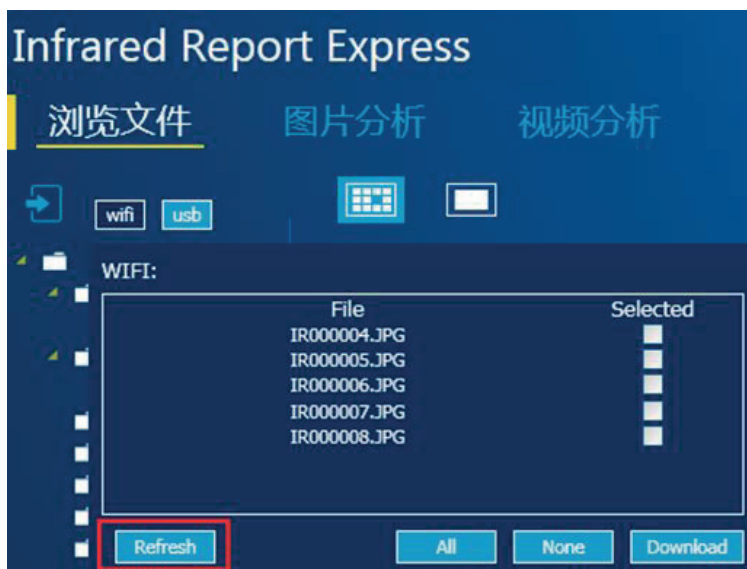 Infrared Report Express
浏览文件 图片分析 视频分析
wifi usb
WIFI:
File Selected
IR000004.JPG
IR000005.JPG
IR000006.JPG
IR000007.JPG
IR000008.JPG
Refresh All None Download